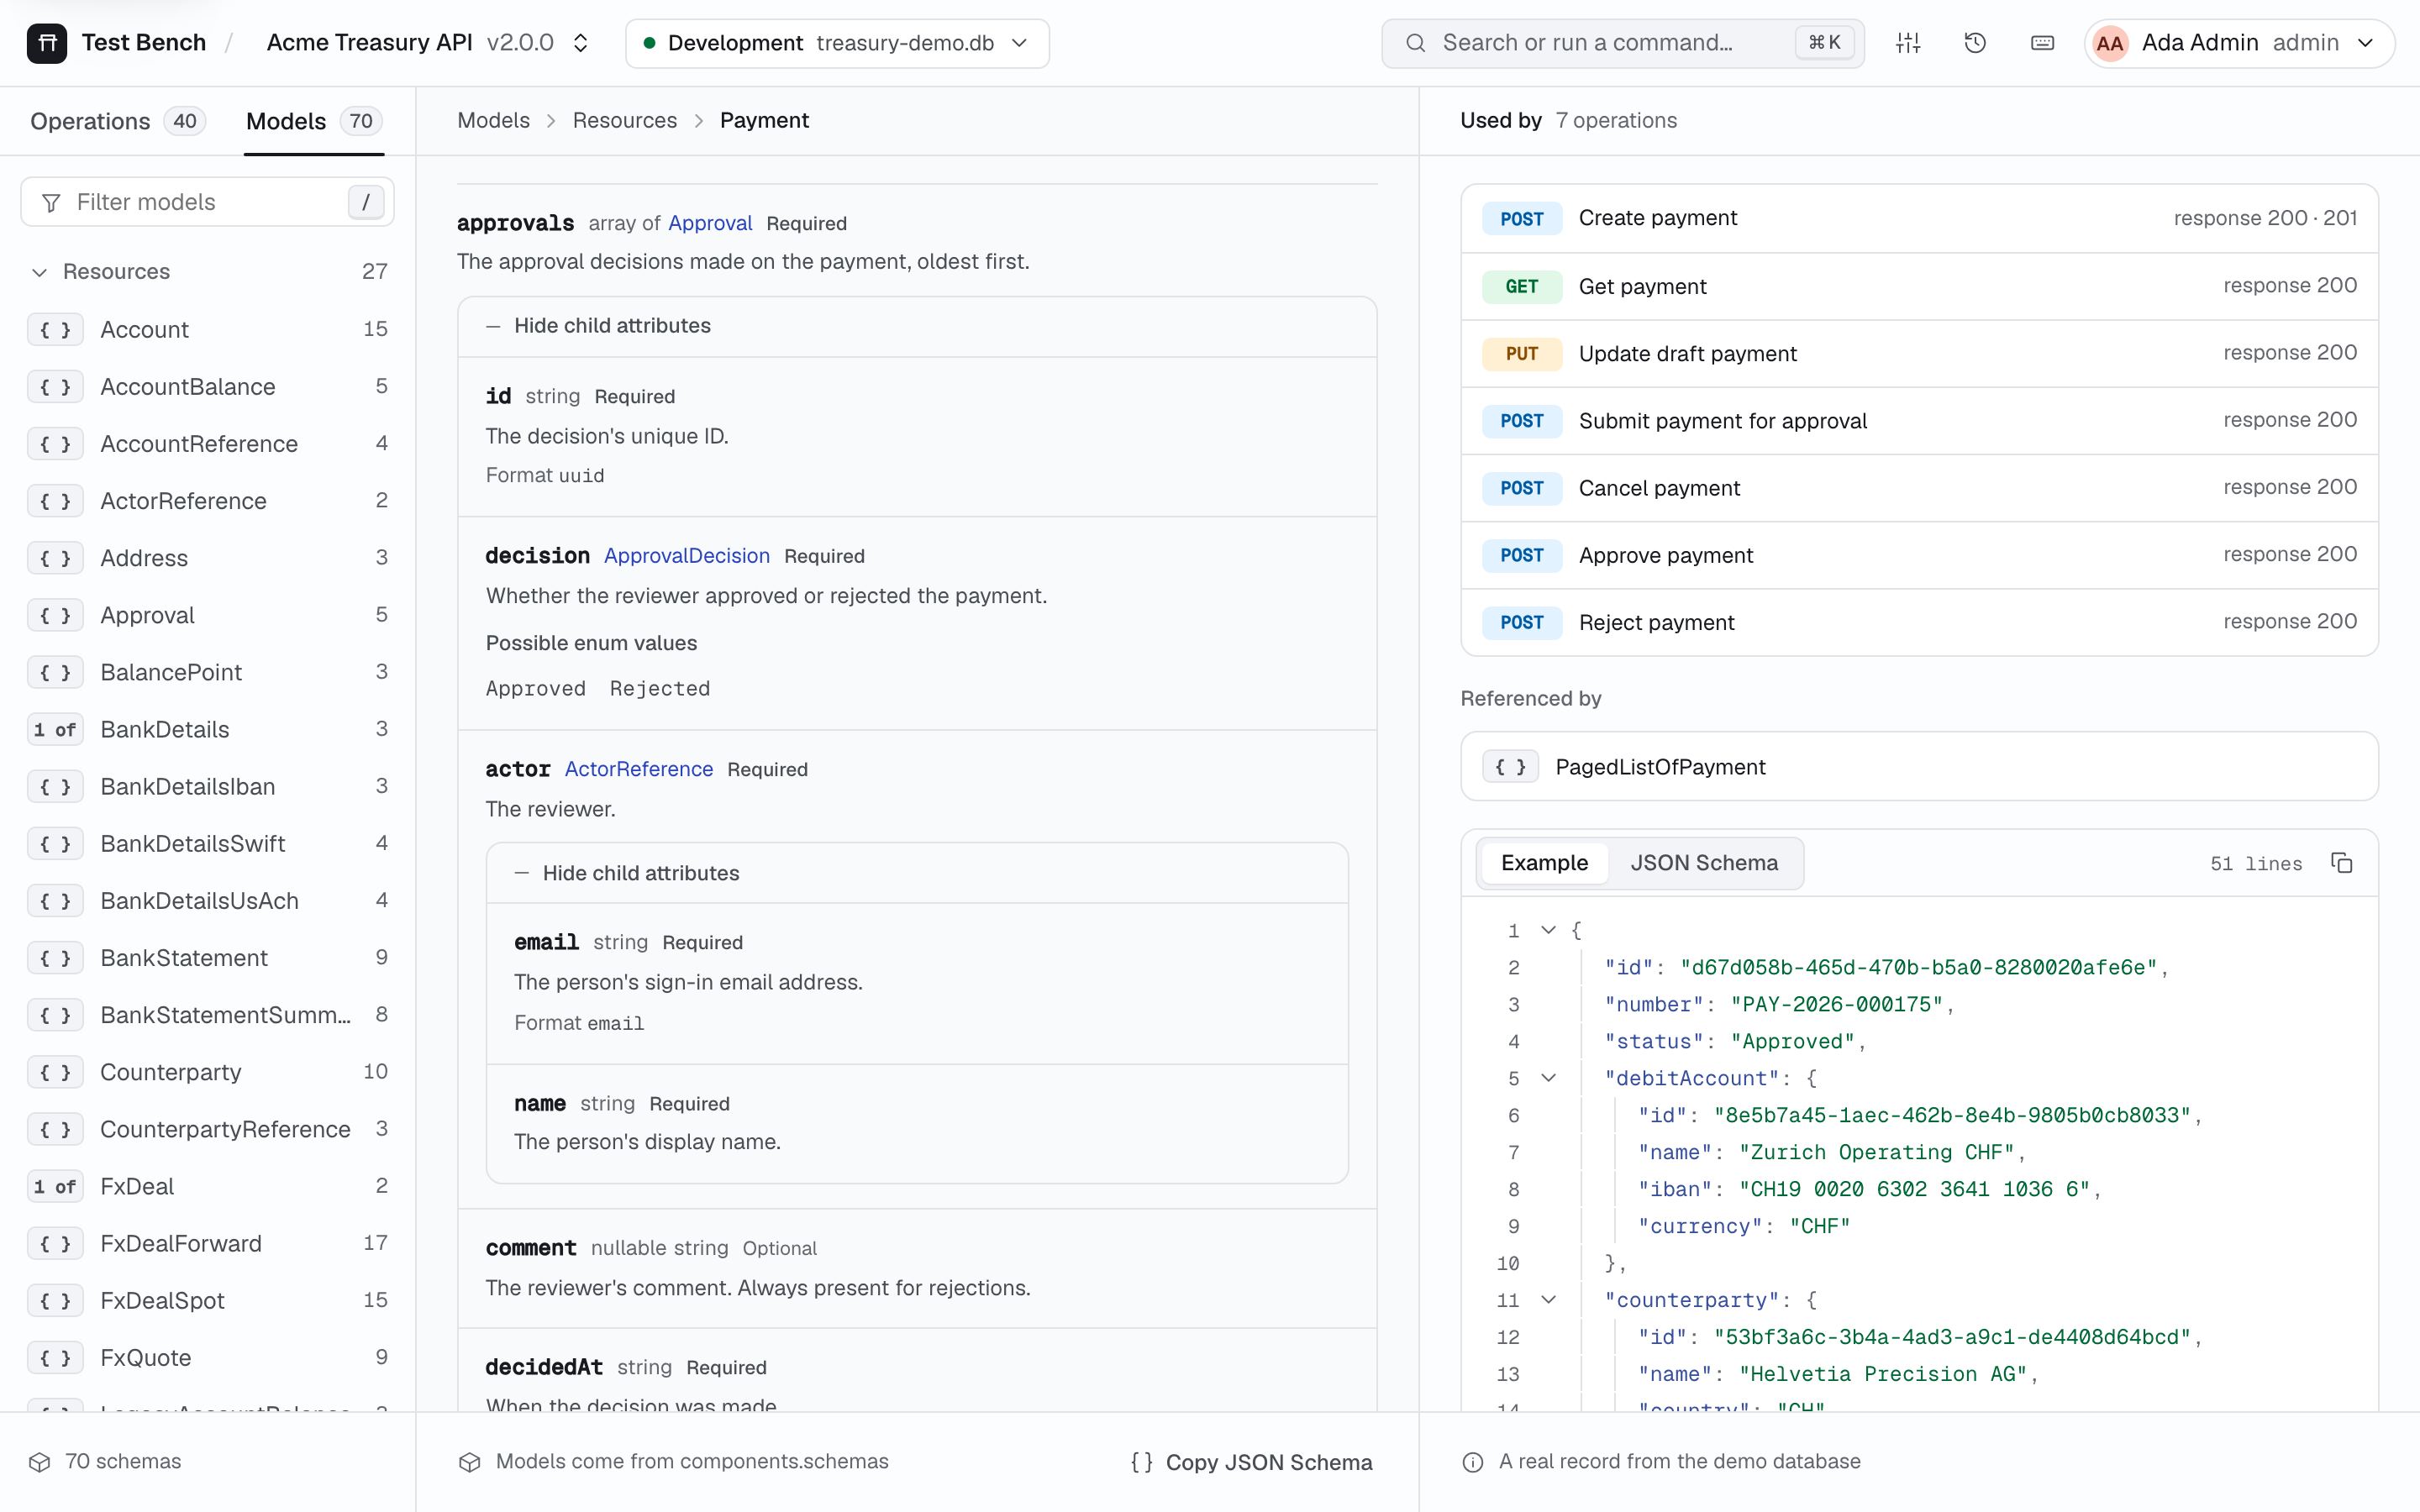 Test Bench / Acme Treasury API v2.0.0
Development treasury-demo.db
Search or run a command... ⌘K
AA Ada Admin admin
Operations 40 Models 70
Filter models /
Resources 27
{ } Account 15
{ } AccountBalance 5
{ } AccountReference 4
{ } ActorReference 2
{ } Address 3
{ } Approval 5
{ } BalancePoint 3
1 of BankDetails 3
{ } BankDetailsIban 3
{ } BankDetailsSwift 4
{ } BankDetailsUsAch 4
{ } BankStatement 9
{ } BankStatementSumm... 8
{ } Counterparty 10
{ } CounterpartyReference 3
1 of FxDeal 2
{ } FxDealForward 17
{ } FxDealSpot 15
{ } FxQuote 9
70 schemas
Models > Resources > Payment
approvals array of Approval Required
The approval decisions made on the payment, oldest first.
— Hide child attributes
id string Required
The decision's unique ID.
Format uuid
decision ApprovalDecision Required
Whether the reviewer approved or rejected the payment.
Possible enum values
Approved Rejected
actor ActorReference Required
The reviewer.
— Hide child attributes
email string Required
The person's sign-in email address.
Format email
name string Required
The person's display name.
comment nullable string Optional
The reviewer's comment. Always present for rejections.
decidedAt string Required
When the decision was made
Models come from components.schemas
{ } Copy JSON Schema
Used by 7 operations
POST Create payment response 200 · 201
GET Get payment response 200
PUT Update draft payment response 200
POST Submit payment for approval response 200
POST Cancel payment response 200
POST Approve payment response 200
POST Reject payment response 200
Referenced by
{ } PagedListOfPayment
Example JSON Schema 51 lines
1 {
2 "id": "d67d058b-465d-470b-b5a0-8280020afe6e",
3 "number": "PAY-2026-000175",
4 "status": "Approved",
5 "debitAccount": {
6 "id": "8e5b7a45-1aec-462b-8e4b-9805b0cb8033",
7 "name": "Zurich Operating CHF",
8 "iban": "CH19 0020 6302 3641 1036 6",
9 "currency": "CHF"
10 },
11 "counterparty": {
12 "id": "53bf3a6c-3b4a-4ad3-a9c1-de4408d64bcd",
13 "name": "Helvetia Precision AG",
14 "country": "CH"
A real record from the demo database